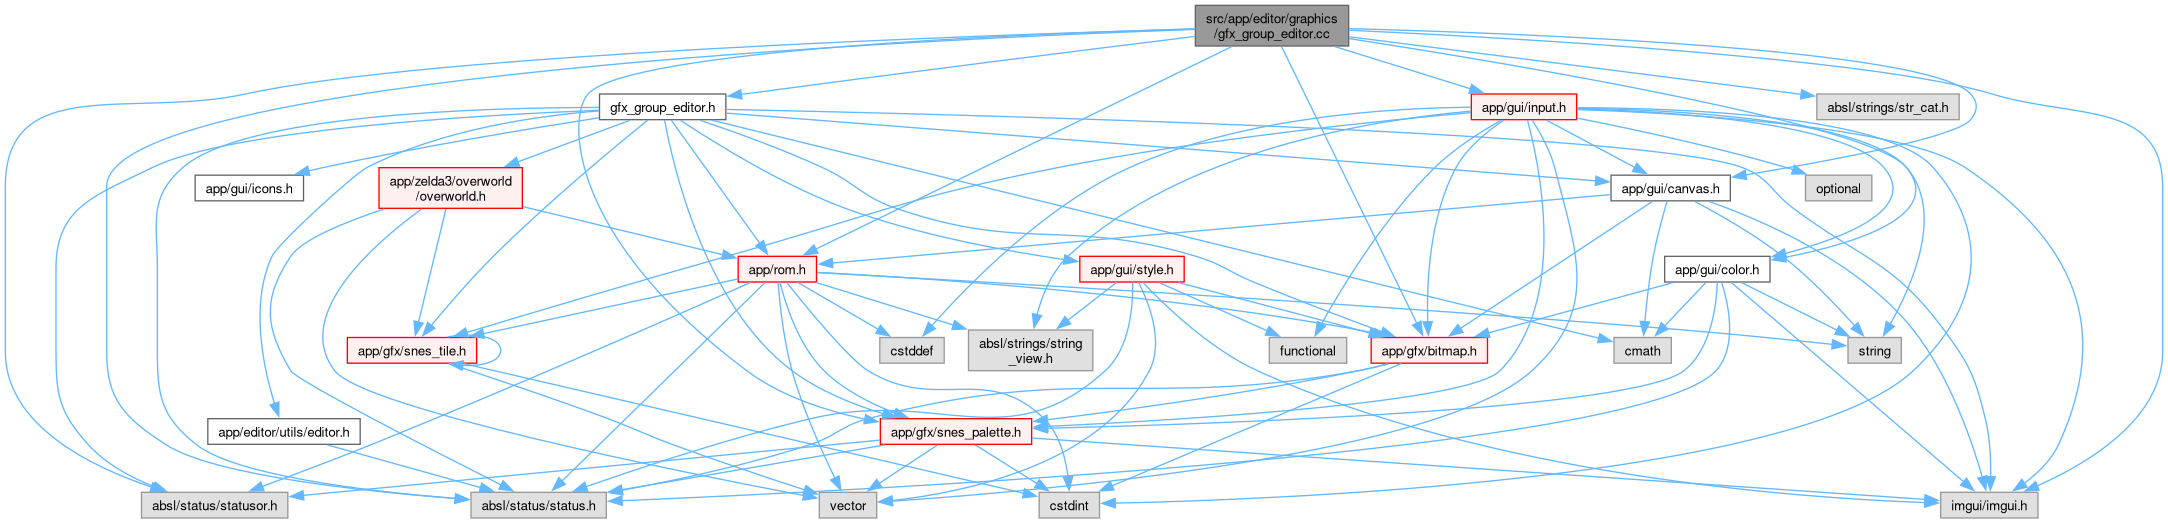 src/app/editor/graphics
/gfx_group_editor.cc
gfx_group_editor.h
app/gui/input.h
absl/strings/str_cat.h
app/gui/icons.h
app/zelda3/overworld
/overworld.h
app/gui/canvas.h
optional
app/rom.h
app/gui/style.h
app/gui/color.h
app/gfx/snes_tile.h
cstddef
absl/strings/string
_view.h
functional
app/gfx/bitmap.h
cmath
string
app/editor/utils/editor.h
app/gfx/snes_palette.h
absl/status/statusor.h
absl/status/status.h
vector
cstdint
imgui/imgui.h